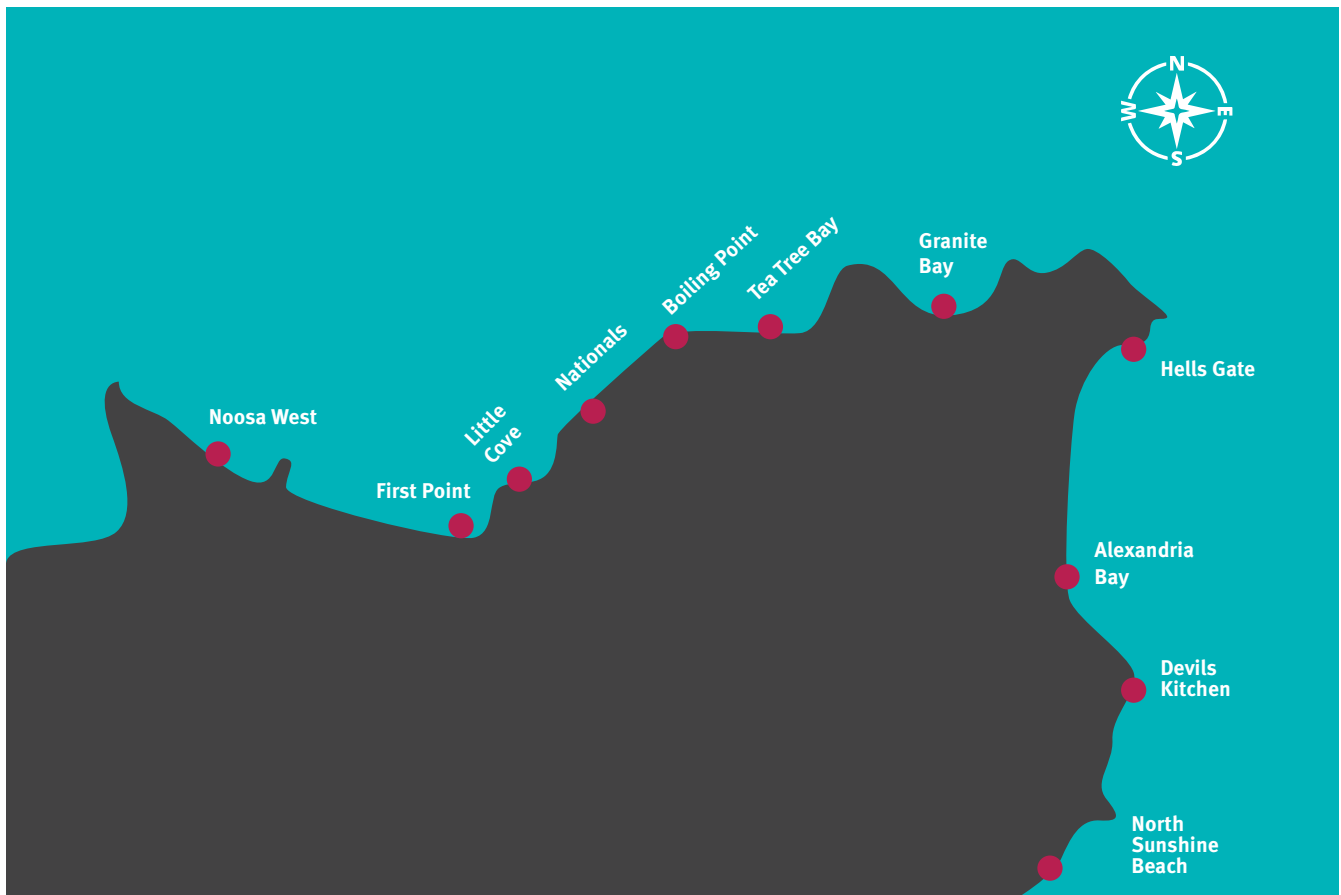 N
W
E
S
Boiling Point
Tea Tree Bay
Granite
Bay
Nationals
Hells Gate
Noosa West
Little
Cove
First Point
Alexandria
Bay
Devils
Kitchen
North
Sunshine
Beach